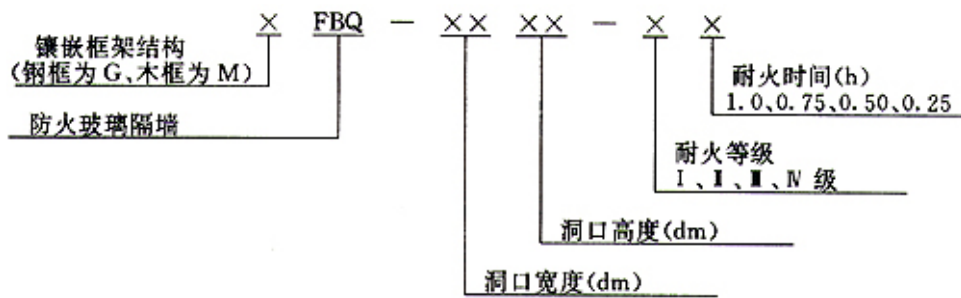 × FBQ — ×× ×× — × ×
镶嵌框架结构
(钢框为 G、木框为 M)
耐火时间(h)
1.0、0.75、0.50、0.25
防火玻璃隔墙
耐火等级
Ⅰ、Ⅱ、Ⅲ、Ⅳ 级
洞口高度(dm)
洞口宽度(dm)